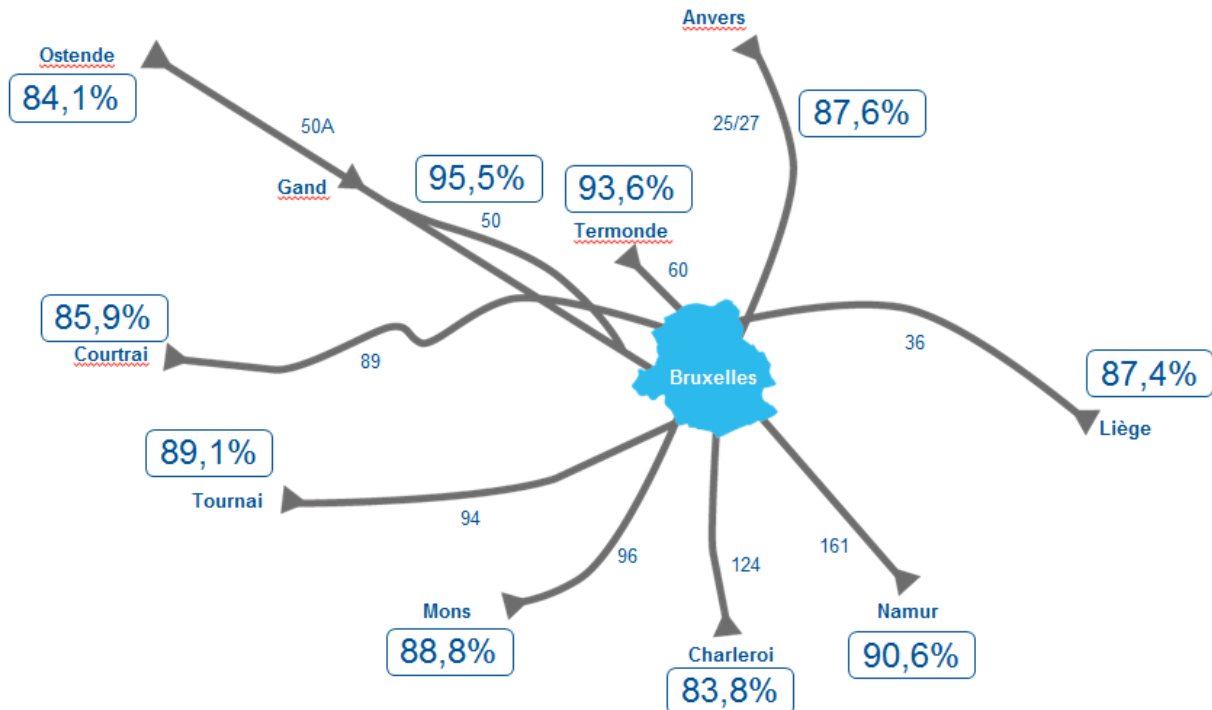 Anvers
Ostende
84,1%
87,6%
25/27
50A
Gand
95,5%
50
93,6%
Termonde
60
85,9%
Courtrai
89
36
Bruxelles
87,4%
Liège
89,1%
Tournai
94
96
124
161
Mons
88,8%
Charleroi
83,8%
Namur
90,6%